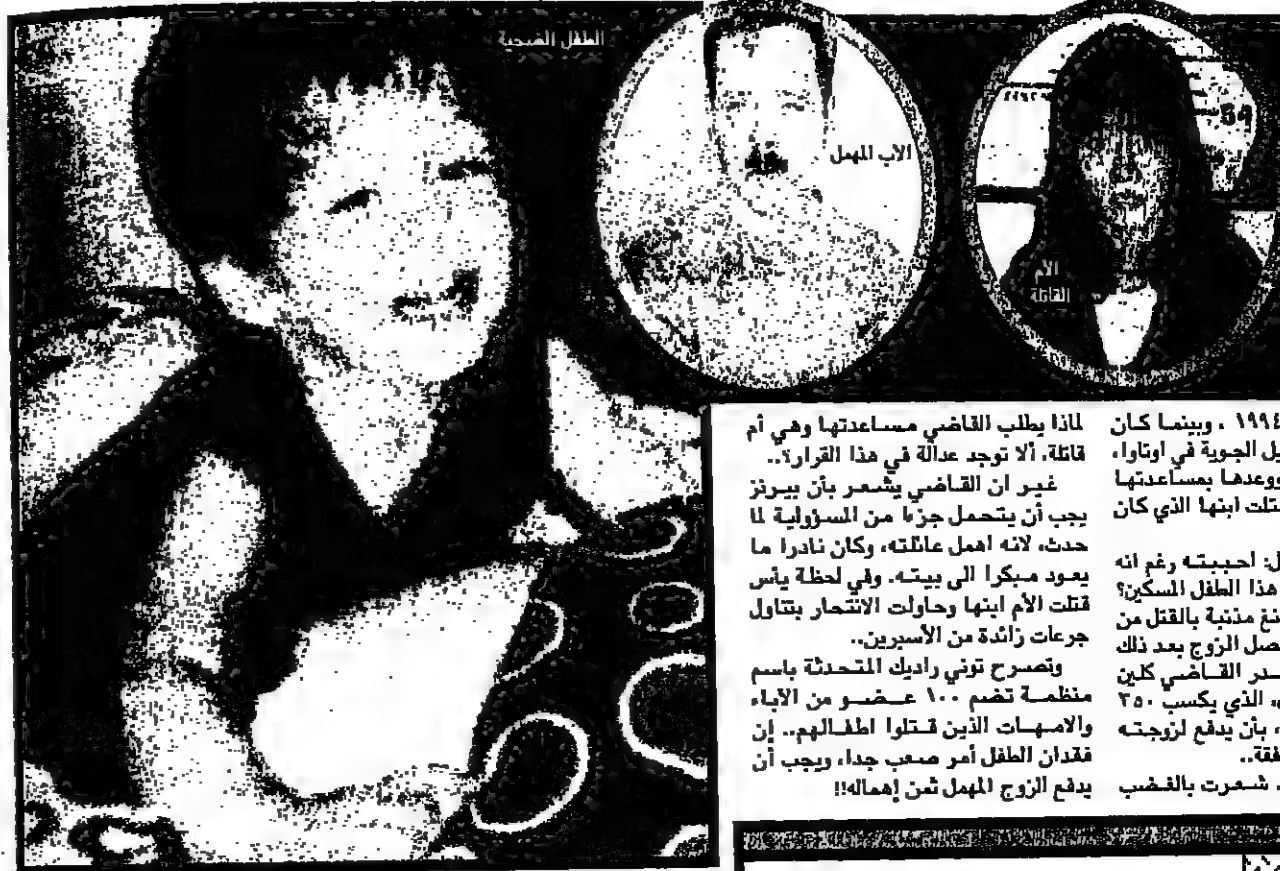 الطفل الضحية
الأب المهمل
الأم
القاتلة
١٩٩٤ ، وبينما كان
يل الجوية في اوتاوا،
ووعدها بمساعدتها
تلت ابنها الذي كان
ل: احببته رغم انه
هذا الطفل المسكين؟
نغ مذنبة بالقتل من
صل الزوج بعد ذلك
ـدر القاضي كلين
، الذي يكسب ٣٥٠
، بأن يدفع لزوجته
فقة..
. شعرت بالغضب
لماذا يطلب القاضي مساعدتها وهي أم
قاتلة، ألا توجد عدالة في هذا القرار؟..
غير ان القاضي يشعر بأن بيرنز
يجب أن يتحمل جزءا من المسؤولية لما
حدث، لانه اهمل عائلته، وكان نادرا ما
يعود مبكرا الى بيته. وفي لحظة يأس
قتلت الأم ابنها وحاولت الانتحار بتناول
جرعات زائدة من الأسبرين..
وتصرح توني راديك المتحدثة باسم
منظمة تضم ١٠٠ عضو من الآباء
والامهات الذين قتلوا اطفالهم.. إن
فقدان الطفل أمر صعب جدا، ويجب أن
يدفع الزوج المهمل ثمن إهماله!!